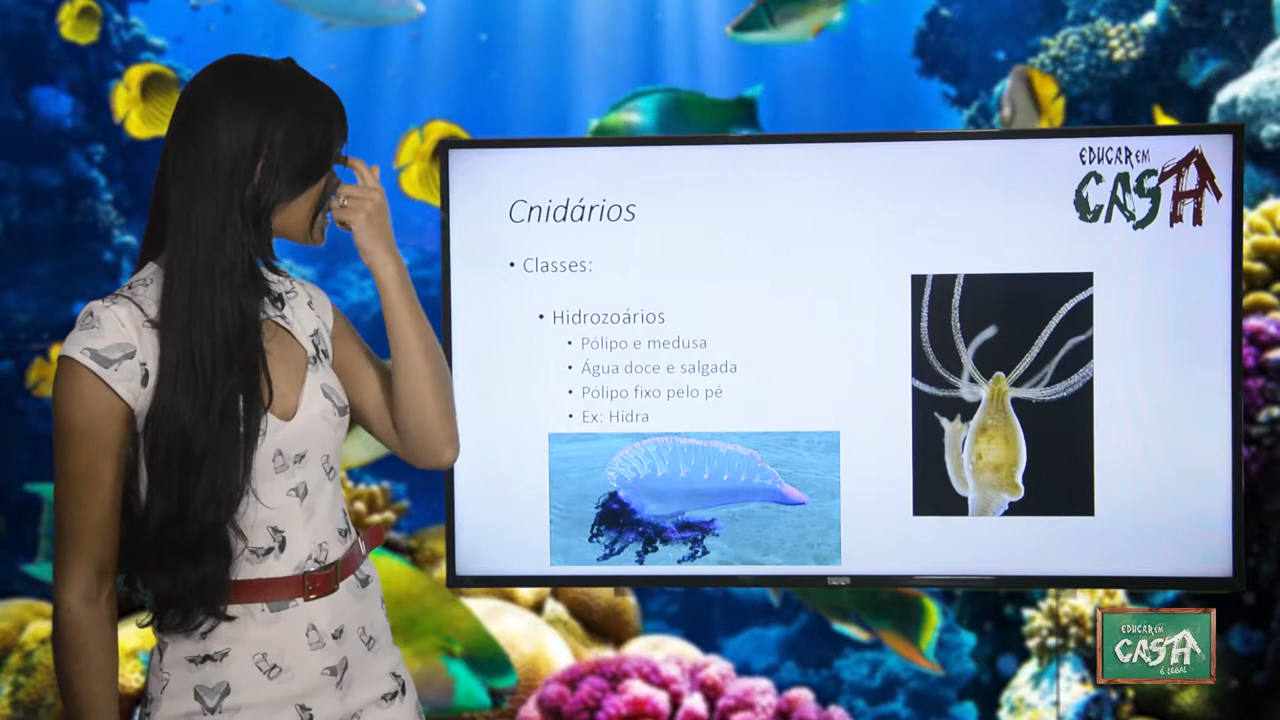 EDUCAR EM
CASA
Cnidários
• Classes:
• Hidrozoários
• Pólipo e medusa
• Água doce e salgada
• Pólipo fixo pelo pé
• Ex: Hidra
EDUCAR EM
CASA
É LEGAL